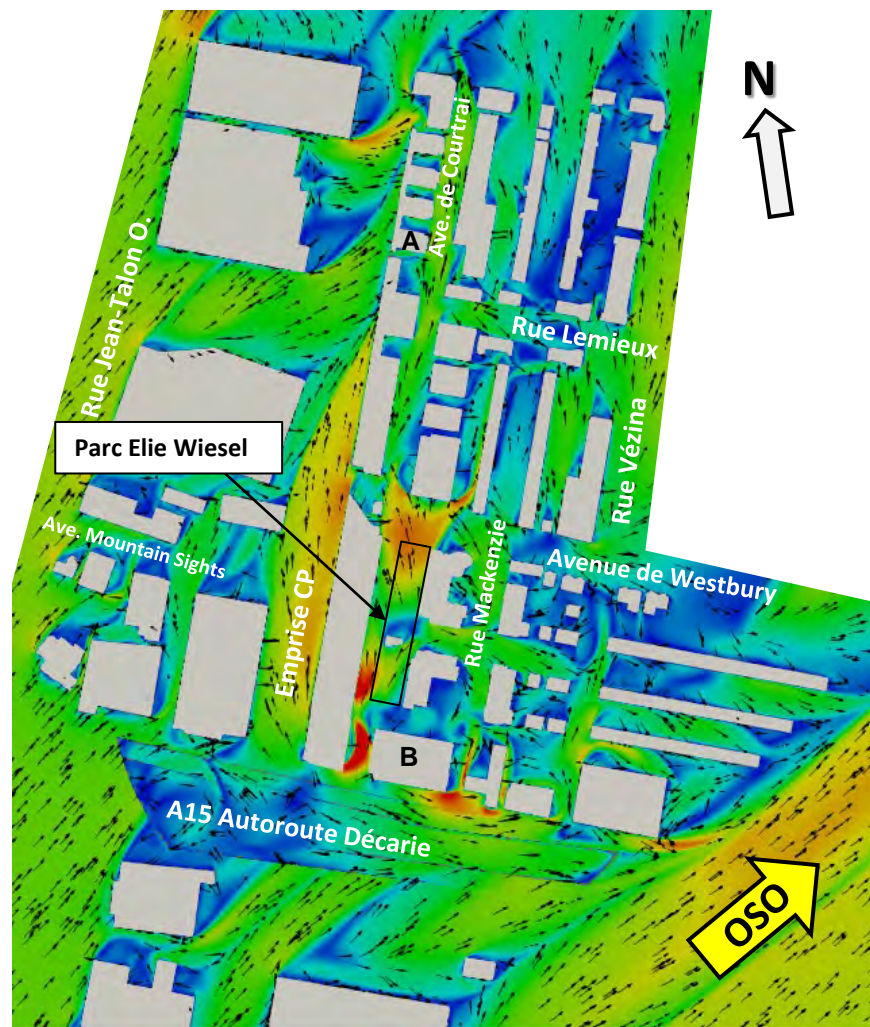 N
Ave. de Courtrai
A
Rue Jean-Talon O.
Rue Lemieux
Parc Elie Wiesel
Rue Vézina
Ave. Mountain Sights
Avenue de Westbury
Rue Mackenzie
Emprise CP
B
A15 Autoroute Décarie
OSO